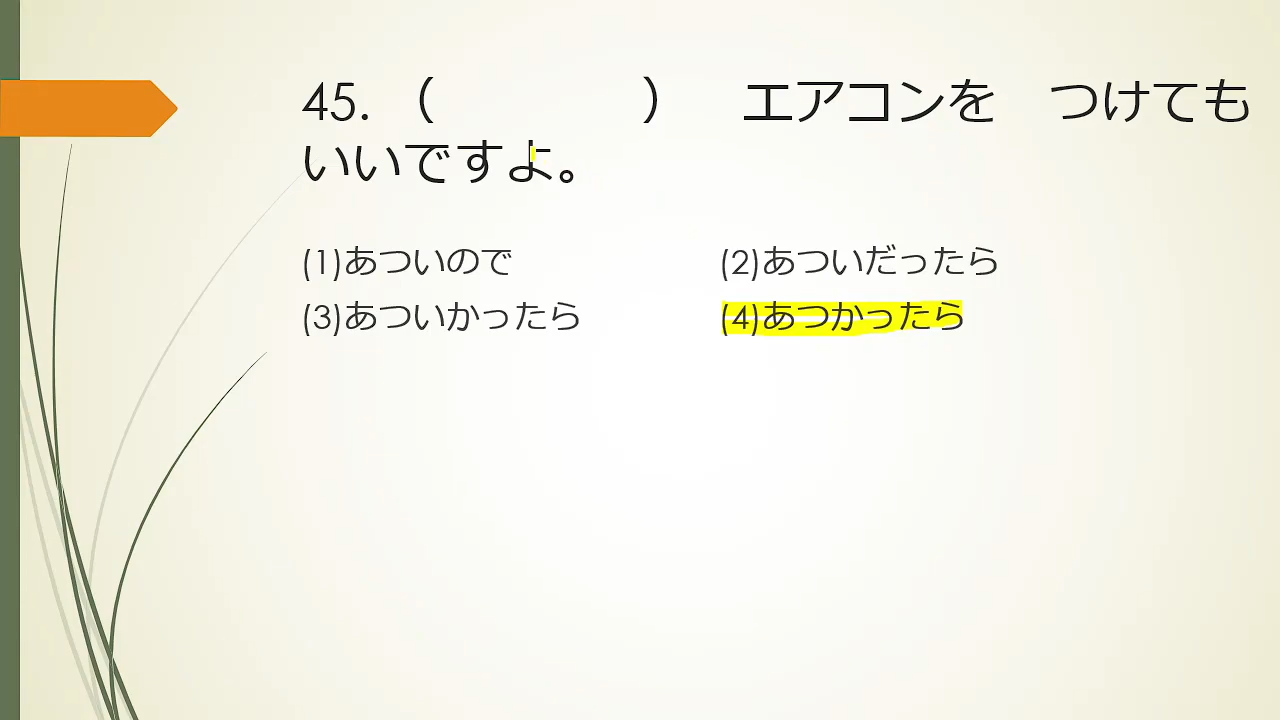 45. (　　　　)　エアコンを　つけても
いいですよ。
(1)あついので　(2)あついだったら
(3)あついかったら　(4)あつかったら